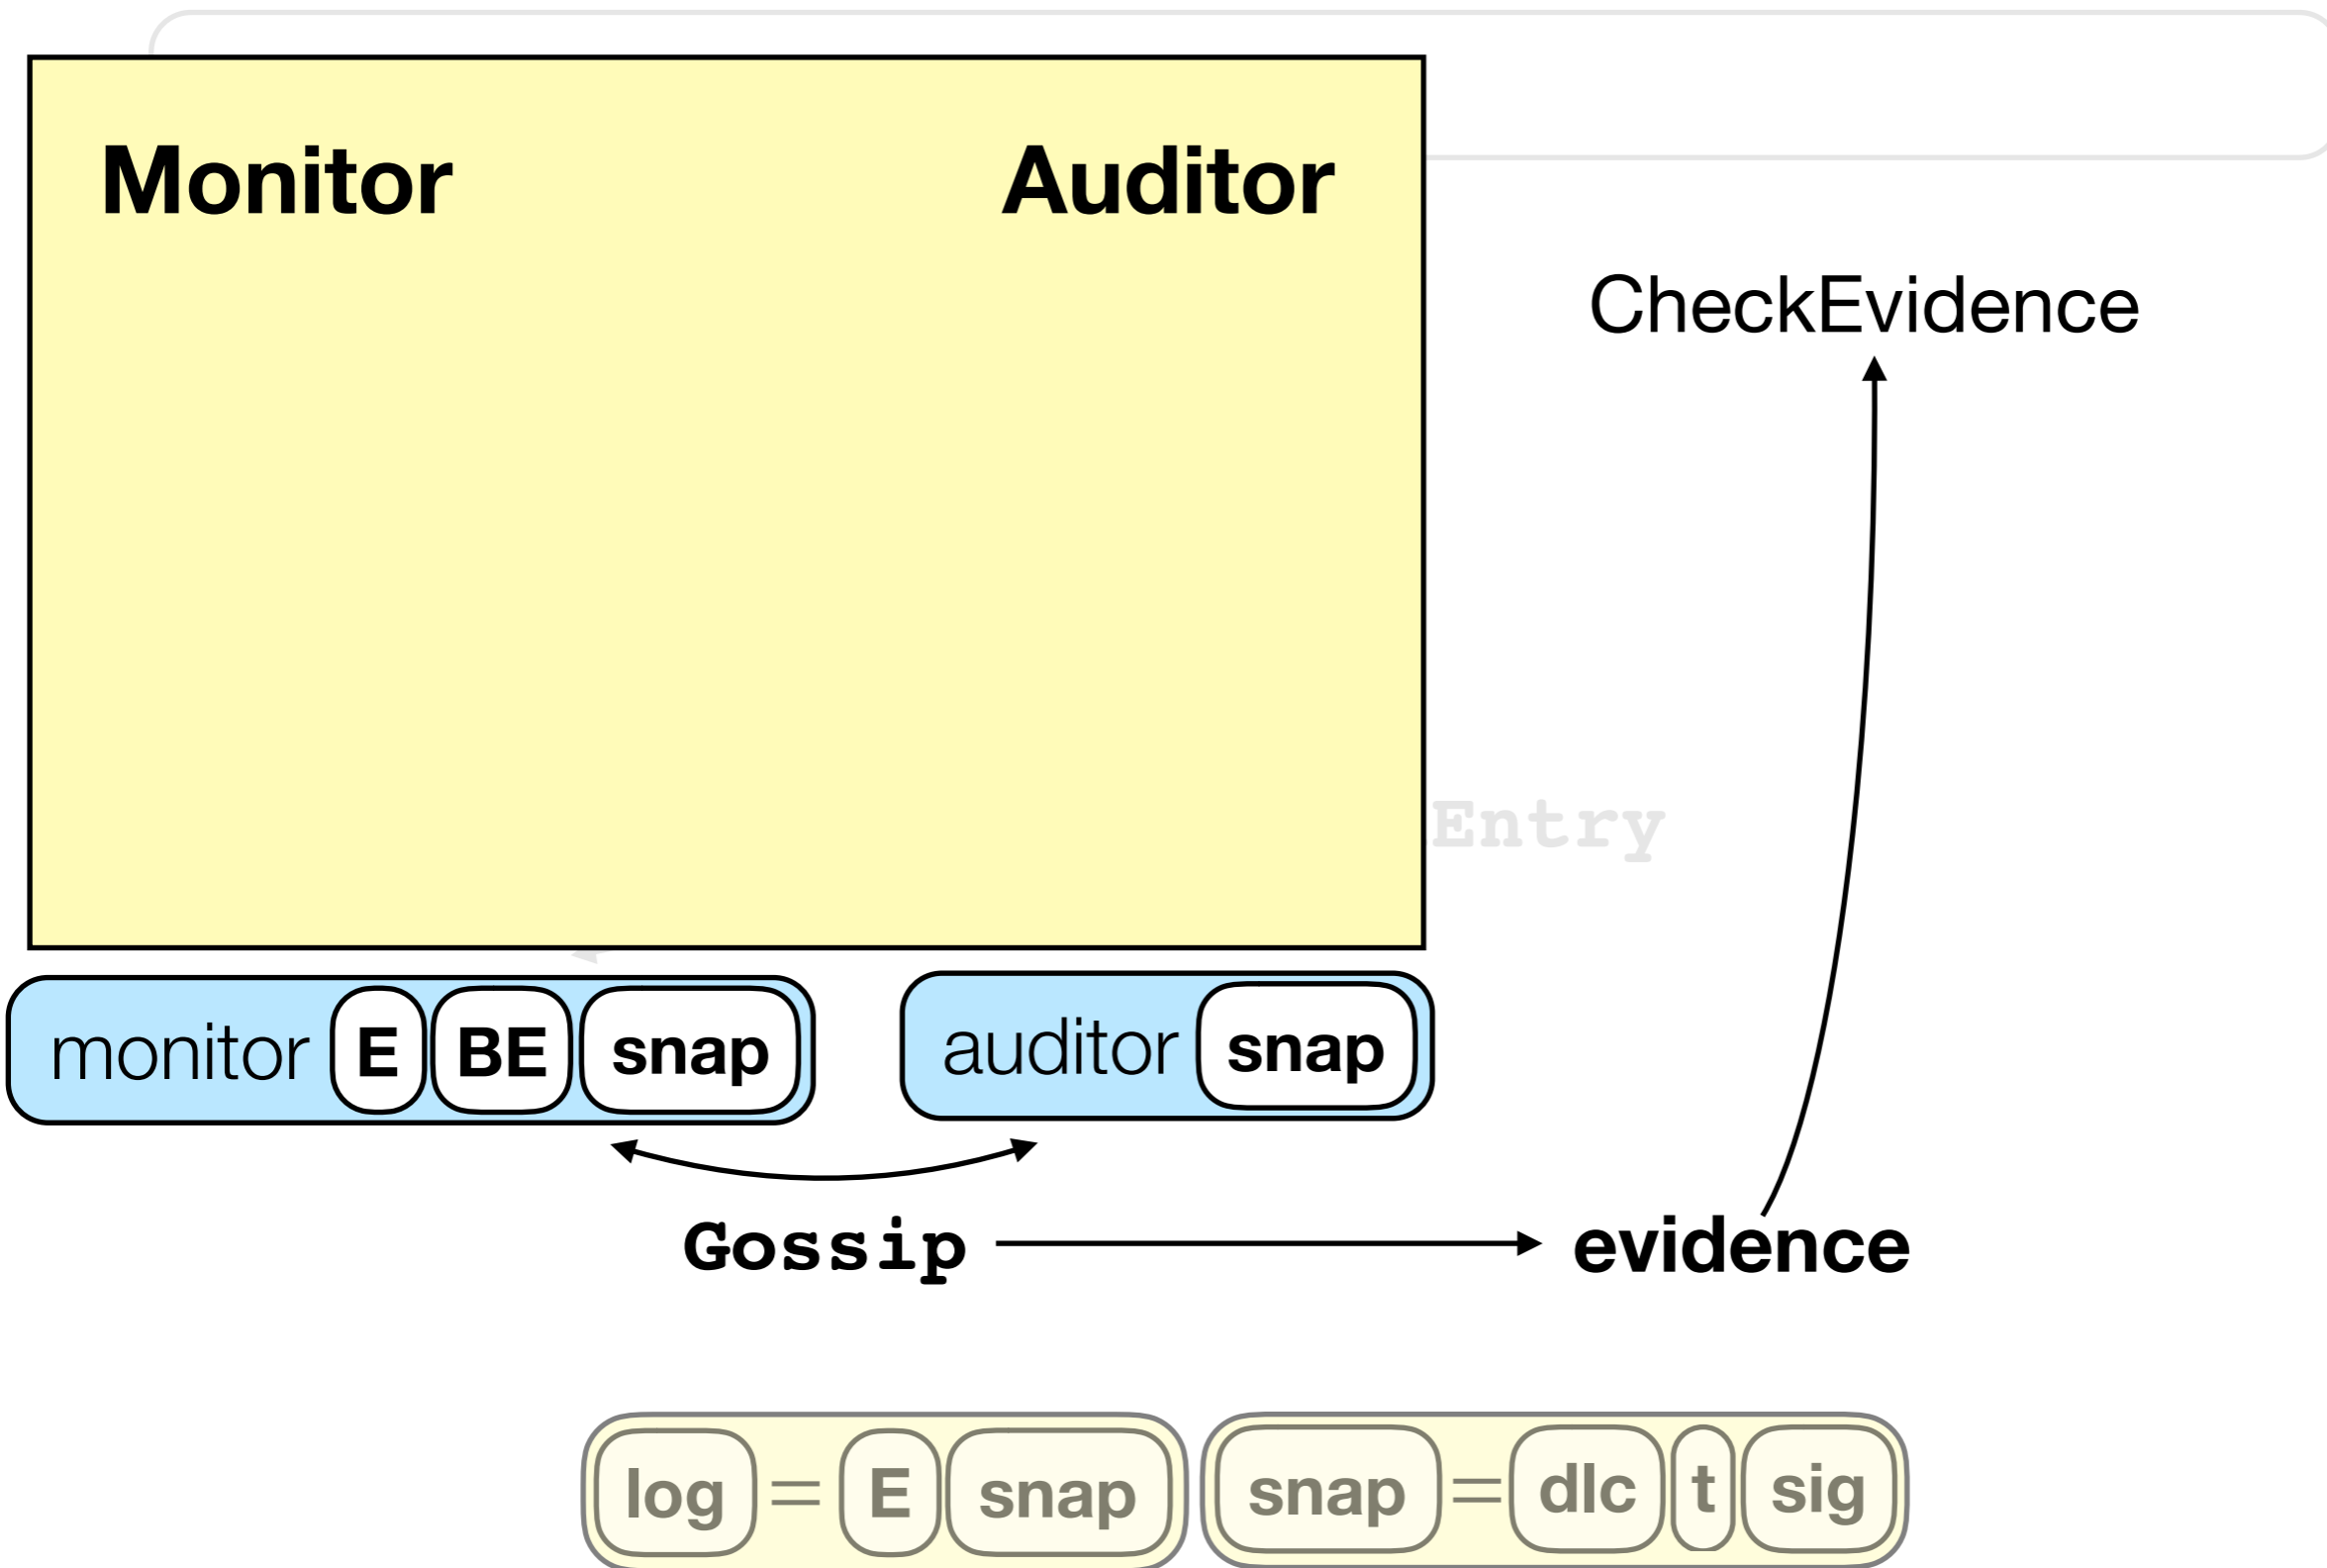 Monitor Auditor
CheckEvidence
Entry
monitor E BE snap auditor snap
Gossip evidence
log = E snap snap = dlc t sig